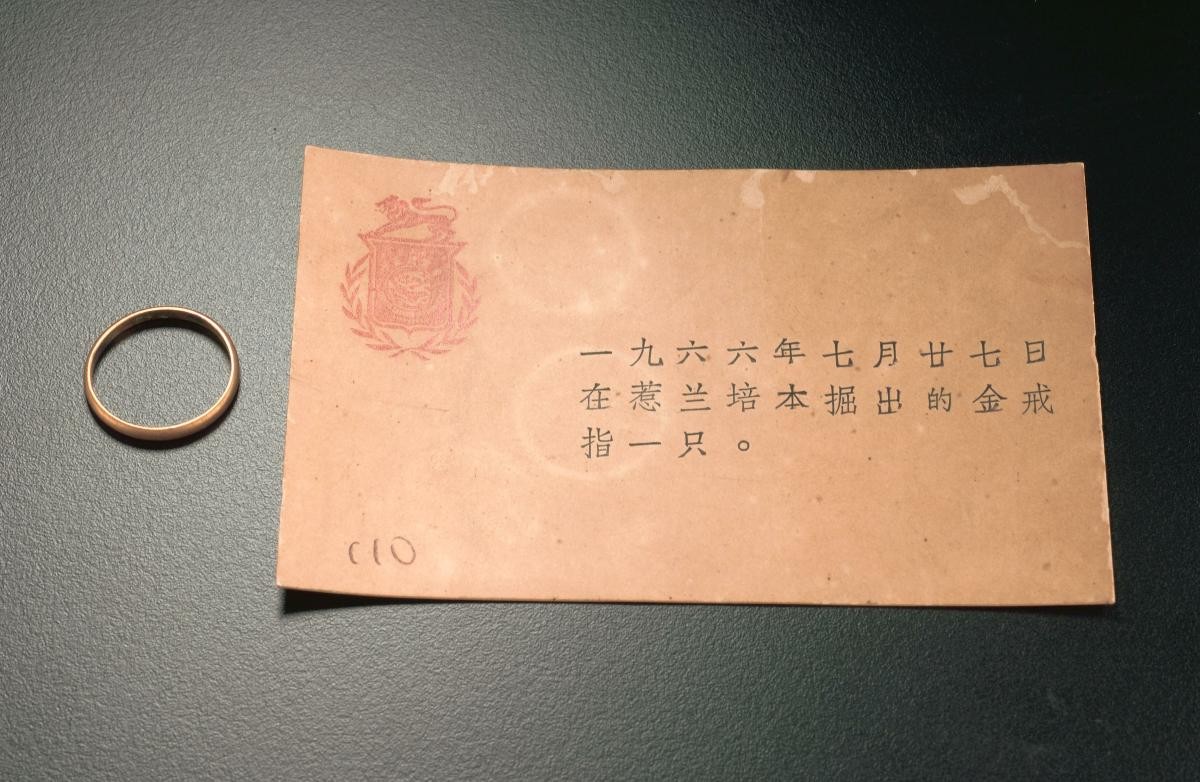 一九六六年七月廿七日
在惹兰培本掘出的金戒
指一只。
C10